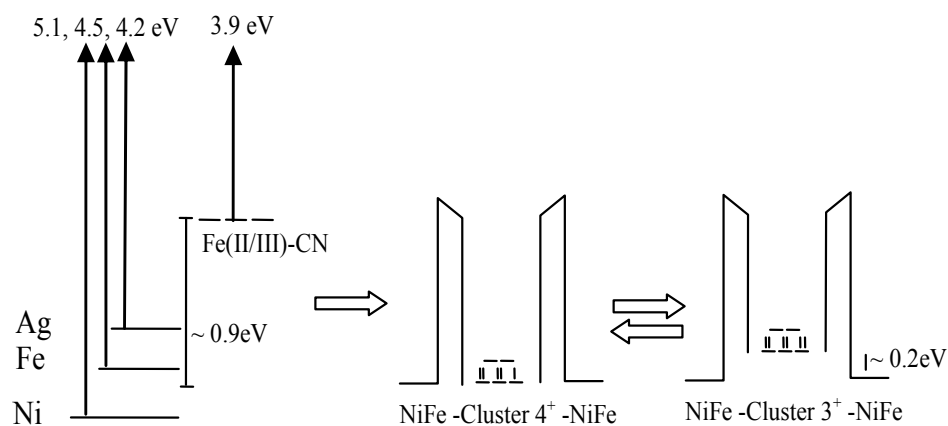 5.1, 4.5, 4.2 eV
3.9 eV
Fe(II/III)-CN
Ag
~ 0.9eV
Fe
Ni
~ 0.2eV
NiFe -Cluster 4⁺ -NiFe
NiFe -Cluster 3⁺ -NiFe